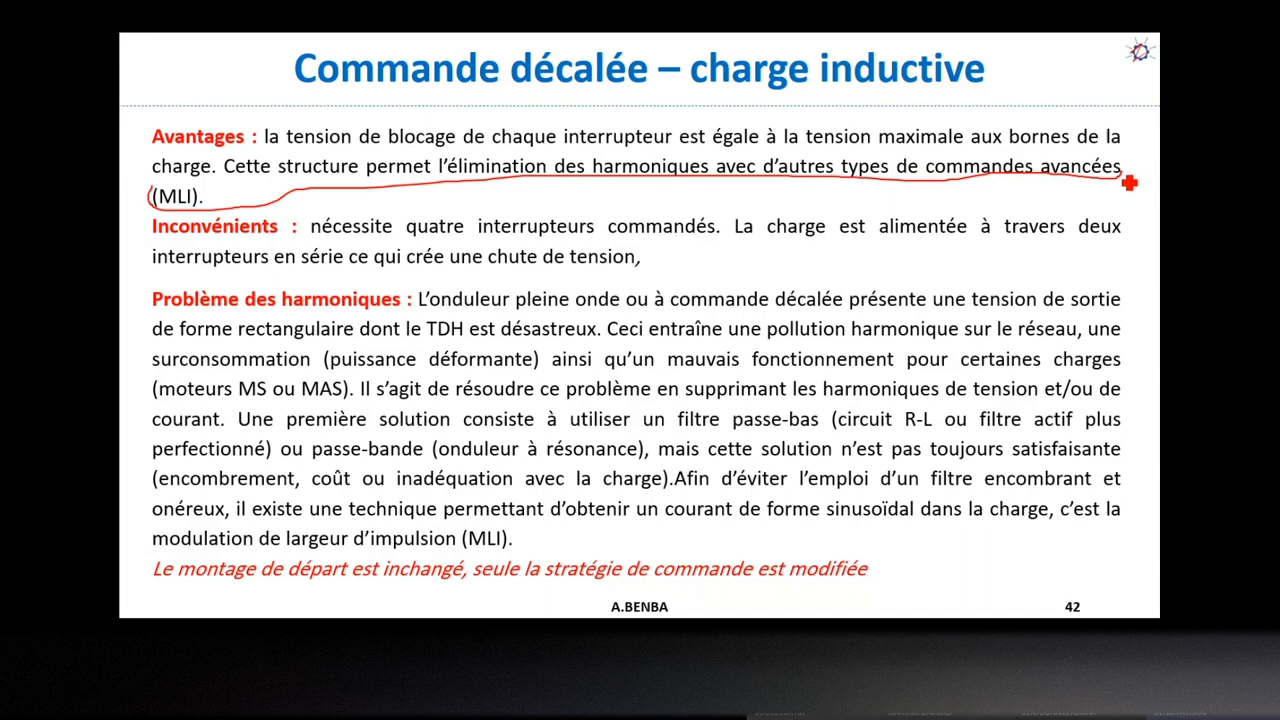 Commande décalée – charge inductive
Avantages : la tension de blocage de chaque interrupteur est égale à la tension maximale aux bornes de la
charge. Cette structure permet l’élimination des harmoniques avec d’autres types de commandes avancées
(MLI).
Inconvénients : nécessite quatre interrupteurs commandés. La charge est alimentée à travers deux
interrupteurs en série ce qui crée une chute de tension,
Problème des harmoniques : L’onduleur pleine onde ou à commande décalée présente une tension de sortie
de forme rectangulaire dont le TDH est désastreux. Ceci entraîne une pollution harmonique sur le réseau, une
surconsommation (puissance déformante) ainsi qu’un mauvais fonctionnement pour certaines charges
(moteurs MS ou MAS). Il s’agit de résoudre ce problème en supprimant les harmoniques de tension et/ou de
courant. Une première solution consiste à utiliser un filtre passe-bas (circuit R-L ou filtre actif plus
perfectionné) ou passe-bande (onduleur à résonance), mais cette solution n’est pas toujours satisfaisante
(encombrement, coût ou inadéquation avec la charge).Afin d’éviter l’emploi d’un filtre encombrant et
onéreux, il existe une technique permettant d’obtenir un courant de forme sinusoïdal dans la charge, c’est la
modulation de largeur d’impulsion (MLI).
Le montage de départ est inchangé, seule la stratégie de commande est modifiée
A.BENBA
42